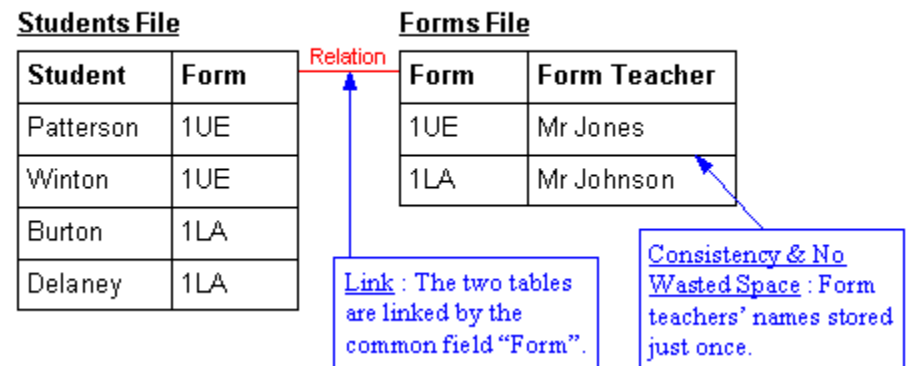 Students File
Forms File
Relation
Student Form
Form Form Teacher
Patterson 1UE
1UE Mr Jones
Winton 1UE
1LA Mr Johnson
Burton 1LA
Delaney 1LA
Link : The two tables
are linked by the
common field “Form”.
Consistency & No
Wasted Space : Form
teachers’ names stored
just once.